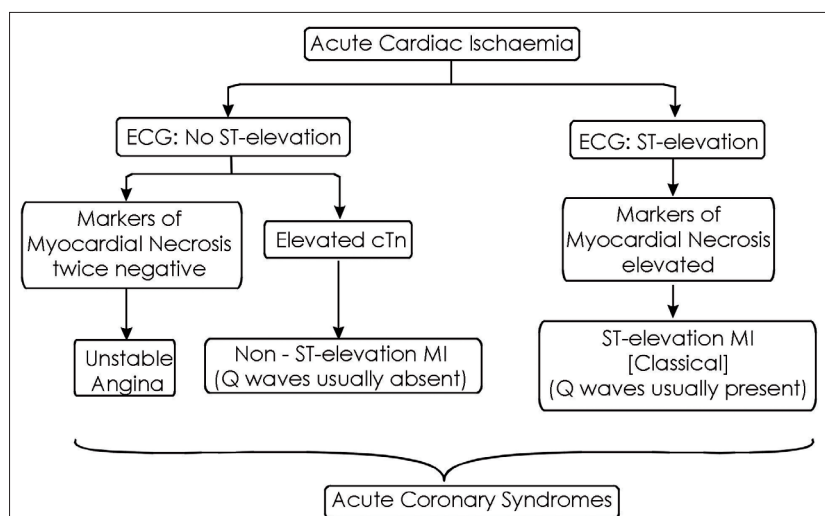 Acute Cardiac Ischaemia
ECG: No ST-elevation
ECG: ST-elevation
Markers of
Myocardial Necrosis
twice negative
Elevated cTn
Markers of
Myocardial Necrosis
elevated
Unstable
Angina
Non - ST-elevation MI
(Q waves usually absent)
ST-elevation MI
[Classical]
(Q waves usually present)
Acute Coronary Syndromes